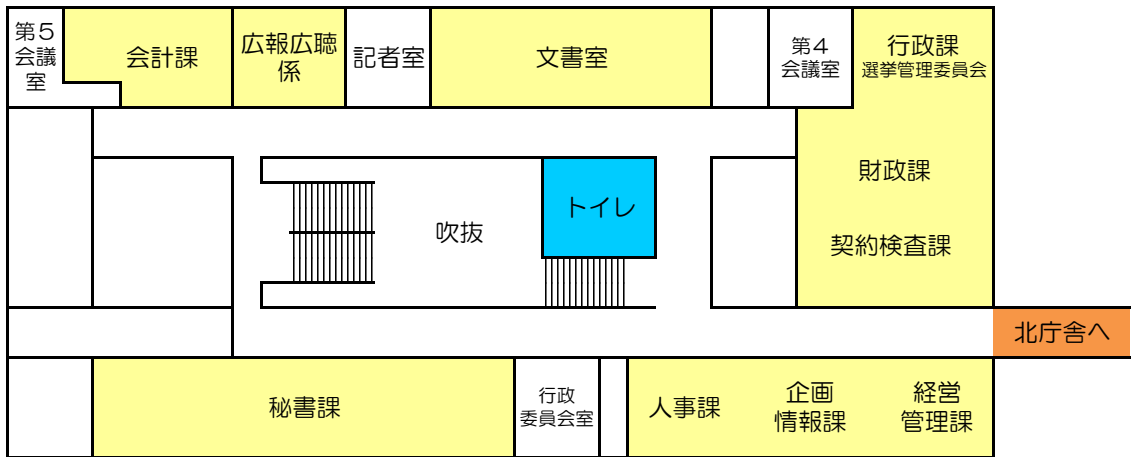 第５
会議
室
会計課
広報広聴
係
記者室
文書室
第４
会議室
行政課
選挙管理委員会
財政課
トイレ
吹抜
契約検査課
北庁舎へ
秘書課
行政
委員会室
人事課
企画
情報課
経営
管理課